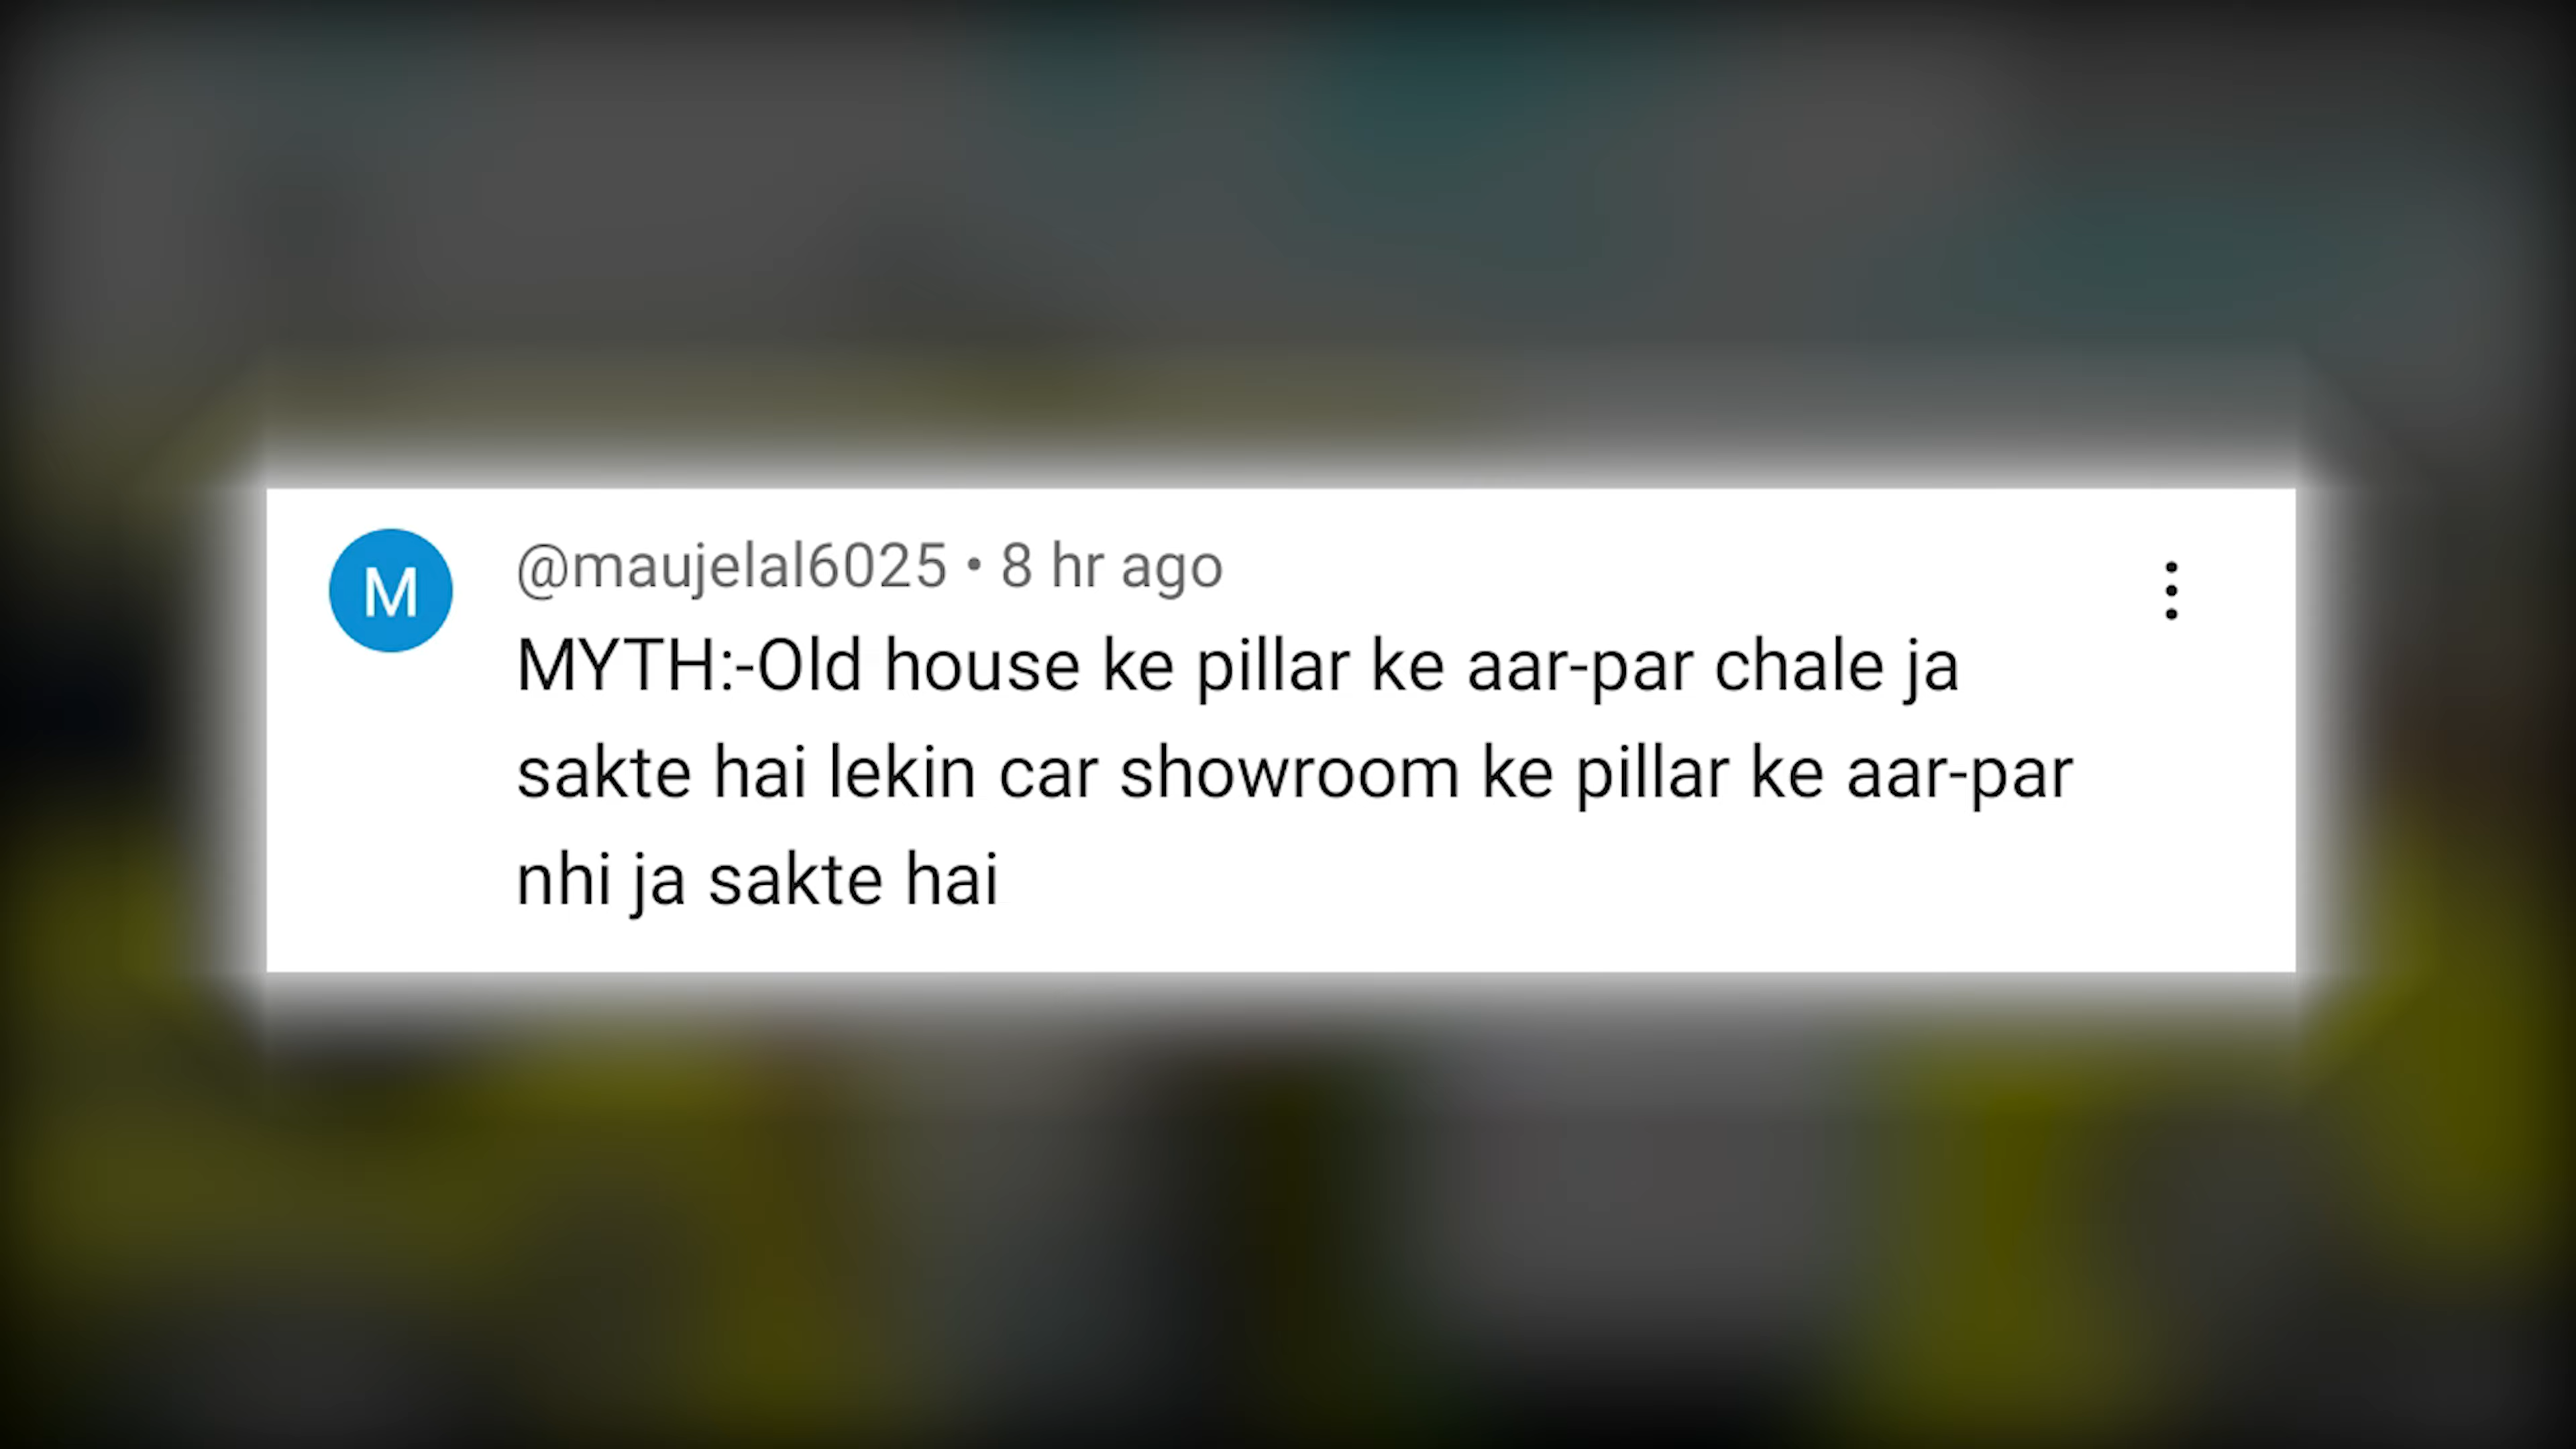 M
@maujelal6025 • 8 hr ago
MYTH:-Old house ke pillar ke aar-par chale ja
sakte hai lekin car showroom ke pillar ke aar-par
nhi ja sakte hai